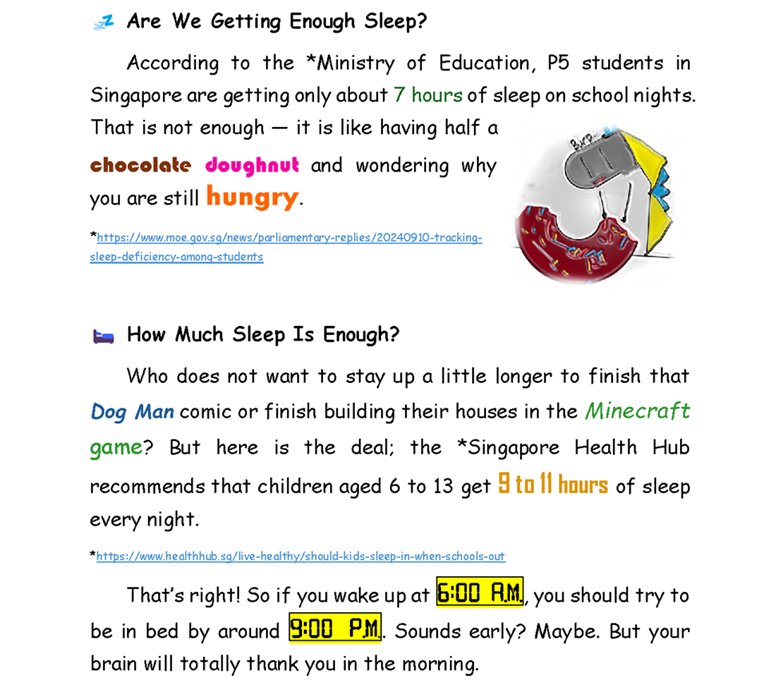 Are We Getting Enough Sleep?
According to the *Ministry of Education, P5 students in
Singapore are getting only about 7 hours of sleep on school nights.
That is not enough — it is like having half a
chocolate doughnut and wondering why
you are still hungry.
Burp...
*https://www.moe.gov.sg/news/parliamentary-replies/20240910-tracking-
sleep-deficiency-among-students
How Much Sleep Is Enough?
Who does not want to stay up a little longer to finish that
Dog Man comic or finish building their houses in the Minecraft
game? But here is the deal; the *Singapore Health Hub
recommends that children aged 6 to 13 get 9 to 11 hours of sleep
every night.
*https://www.healthhub.sg/live-healthy/should-kids-sleep-in-when-schools-out
That's right! So if you wake up at 6:00 A.M., you should try to
be in bed by around 9:00 P.M. Sounds early? Maybe. But your
brain will totally thank you in the morning.